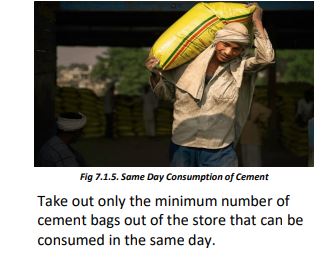 Fig 7.1.5. Same Day Consumption of Cement
Take out only the minimum number of
cement bags out of the store that can be
consumed in the same day.